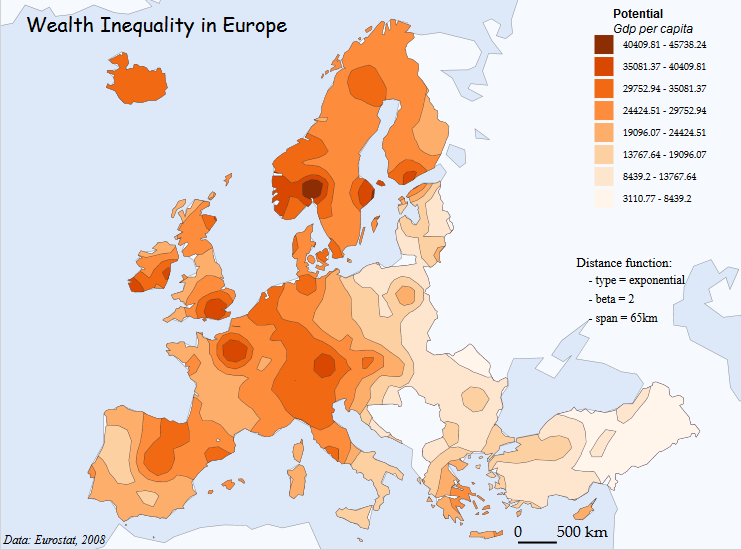 Wealth Inequality in Europe
Potential
Gdp per capita
40409.81 - 45738.24
35081.37 - 40409.81
29752.94 - 35081.37
24424.51 - 29752.94
19096.07 - 24424.51
13767.64 - 19096.07
8439.2 - 13767.64
3110.77 - 8439.2
Distance function:
- type = exponential
- beta = 2
- span = 65km
Data: Eurostat, 2008
0 500 km